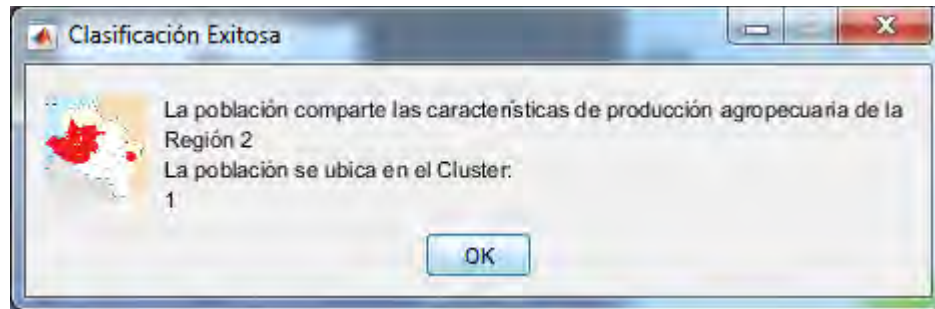 Clasificación Exitosa
La población comparte las características de producción agropecuaria de la
Región 2
La población se ubica en el Cluster:
1
OK